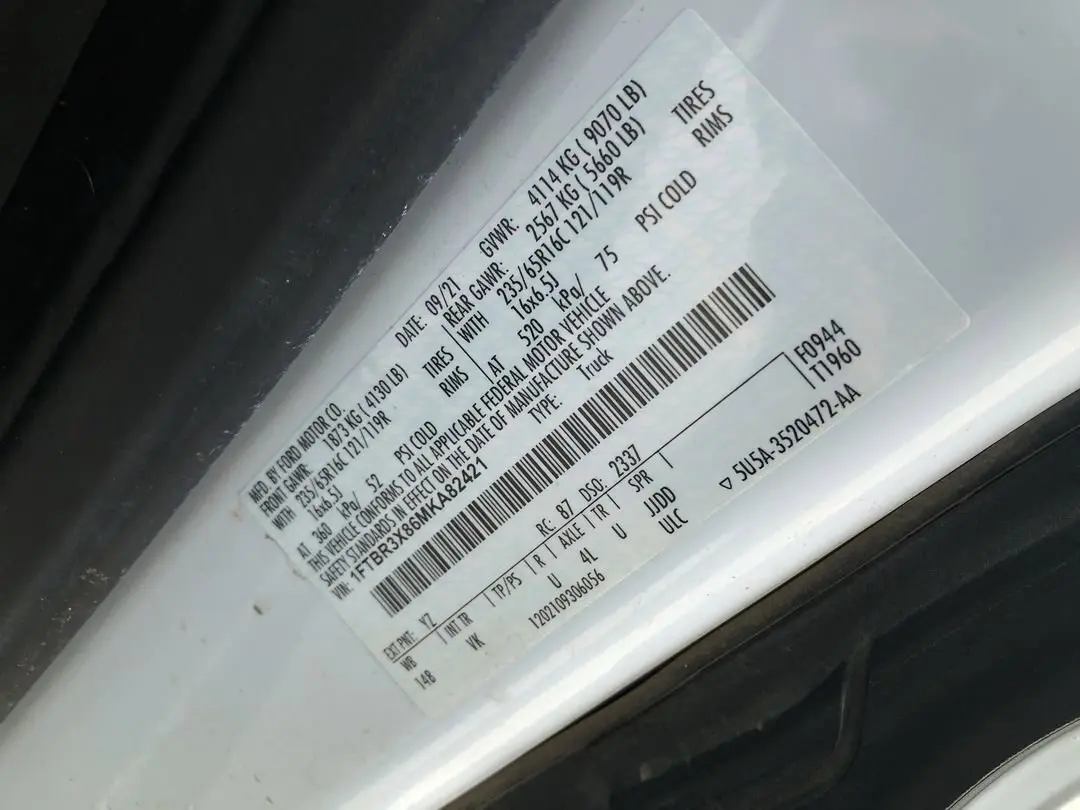 MFD. BY FORD MOTOR CO.
DATE: 09/21 GVWR: 4114 KG ( 9070 LB)
FRONT GAWR: 1873 KG ( 4130 LB) REAR GAWR: 2567 KG ( 5660 LB)
WITH 235/65R16C 121/119R TIRES WITH 235/65R16C 121/119R TIRES
16x6.5J RIMS 16x6.5J RIMS
AT 360 kPa/ 52 PSI COLD AT 520 kPa/ 75 PSI COLD
THIS VEHICLE CONFORMS TO ALL APPLICABLE FEDERAL MOTOR VEHICLE
SAFETY STANDARDS IN EFFECT ON THE DATE OF MANUFACTURE SHOWN ABOVE.
VIN: 1FTBR3X86MKA82421 TYPE: Truck
EXT PNT: YZ RC: 87 DSO: 2337 F0944
T1960
WB INT TR TP/PS R AXLE TR SPR
148 VK U 4L U JJDD
1202109306056 ULC
▽ 5U5A-3520472-AA